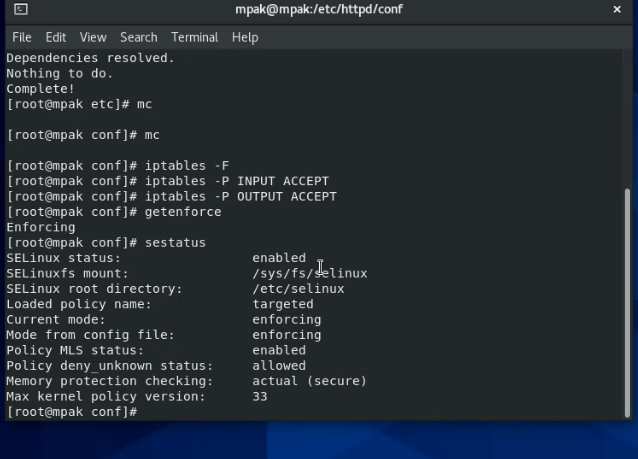 mpak@mpak:/etc/httpd/conf
File Edit View Search Terminal Help
Dependencies resolved.
Nothing to do.
Complete!
[root@mpak etc]# mc
[root@mpak conf]# mc
[root@mpak conf]# iptables -F
[root@mpak conf]# iptables -P INPUT ACCEPT
[root@mpak conf]# iptables -P OUTPUT ACCEPT
[root@mpak conf]# getenforce
Enforcing
[root@mpak conf]# sestatus
SELinux status: enabled
SELinuxfs mount: /sys/fs/selinux
SELinux root directory: /etc/selinux
Loaded policy name: targeted
Current mode: enforcing
Mode from config file: enforcing
Policy MLS status: enabled
Policy deny_unknown status: allowed
Memory protection checking: actual (secure)
Max kernel policy version: 33
[root@mpak conf]#